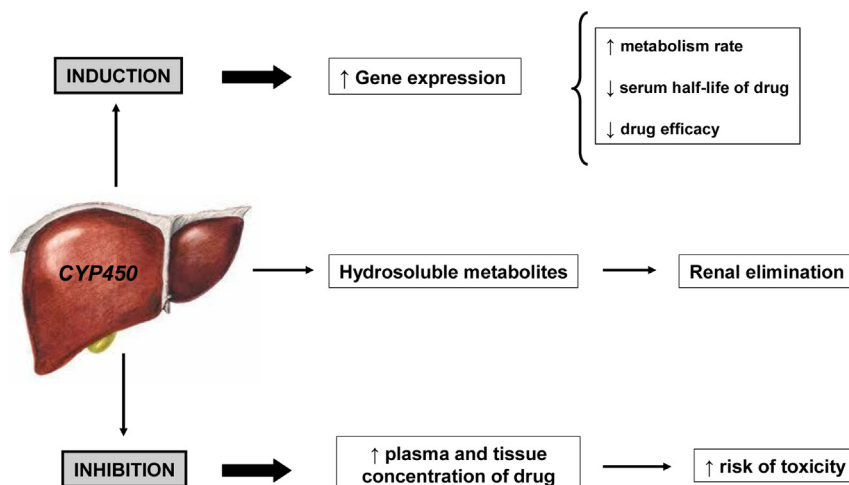 INDUCTION
↑ Gene expression
↑ metabolism rate
↓ serum half-life of drug
↓ drug efficacy
CYP450
Hydrosoluble metabolites
Renal elimination
INHIBITION
↑ plasma and tissue
concentration of drug
↑ risk of toxicity